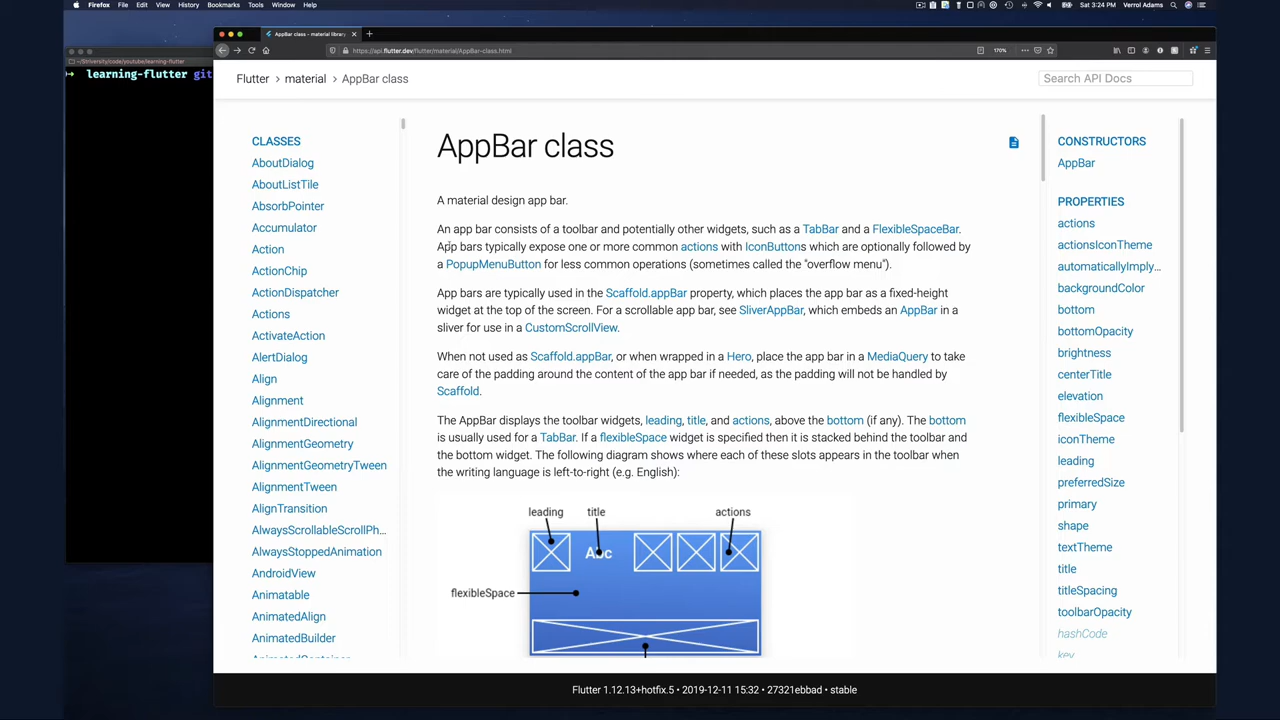 Firefox File Edit View History Bookmarks Tools Window Help
Sat 3:24 PM Verrol Adams
AppBar class - material library
~/Striversity/code/youtube/learning-flutter
https://api.flutter.dev/flutter/material/AppBar-class.html
170%
learning-flutter git
Flutter > material > AppBar class
Search API Docs
CLASSES
AboutDialog
AboutListTile
AbsorbPointer
Accumulator
Action
ActionChip
ActionDispatcher
Actions
ActivateAction
AlertDialog
Align
Alignment
AlignmentDirectional
AlignmentGeometry
AlignmentGeometryTween
AlignmentTween
AlignTransition
AlwaysScrollableScrollPh...
AlwaysStoppedAnimation
AndroidView
Animatable
AnimatedAlign
AnimatedBuilder
AnimatedContainer
AppBar class
A material design app bar.
An app bar consists of a toolbar and potentially other widgets, such as a TabBar and a FlexibleSpaceBar.
App bars typically expose one or more common actions with IconButtons which are optionally followed by
a PopupMenuButton for less common operations (sometimes called the "overflow menu").
App bars are typically used in the Scaffold.appBar property, which places the app bar as a fixed-height
widget at the top of the screen. For a scrollable app bar, see SliverAppBar, which embeds an AppBar in a
sliver for use in a CustomScrollView.
When not used as Scaffold.appBar, or when wrapped in a Hero, place the app bar in a MediaQuery to take
care of the padding around the content of the app bar if needed, as the padding will not be handled by
Scaffold.
The AppBar displays the toolbar widgets, leading, title, and actions, above the bottom (if any). The bottom
is usually used for a TabBar. If a flexibleSpace widget is specified then it is stacked behind the toolbar and
the bottom widget. The following diagram shows where each of these slots appears in the toolbar when
the writing language is left-to-right (e.g. English):
leading title actions
Abc
flexibleSpace
CONSTRUCTORS
AppBar
PROPERTIES
actions
actionsIconTheme
automaticallyImply...
backgroundColor
bottom
bottomOpacity
brightness
centerTitle
elevation
flexibleSpace
iconTheme
leading
preferredSize
primary
shape
textTheme
title
titleSpacing
toolbarOpacity
hashCode
key
Flutter 1.12.13+hotfix.5 • 2019-12-11 15:32 • 27321ebbad • stable